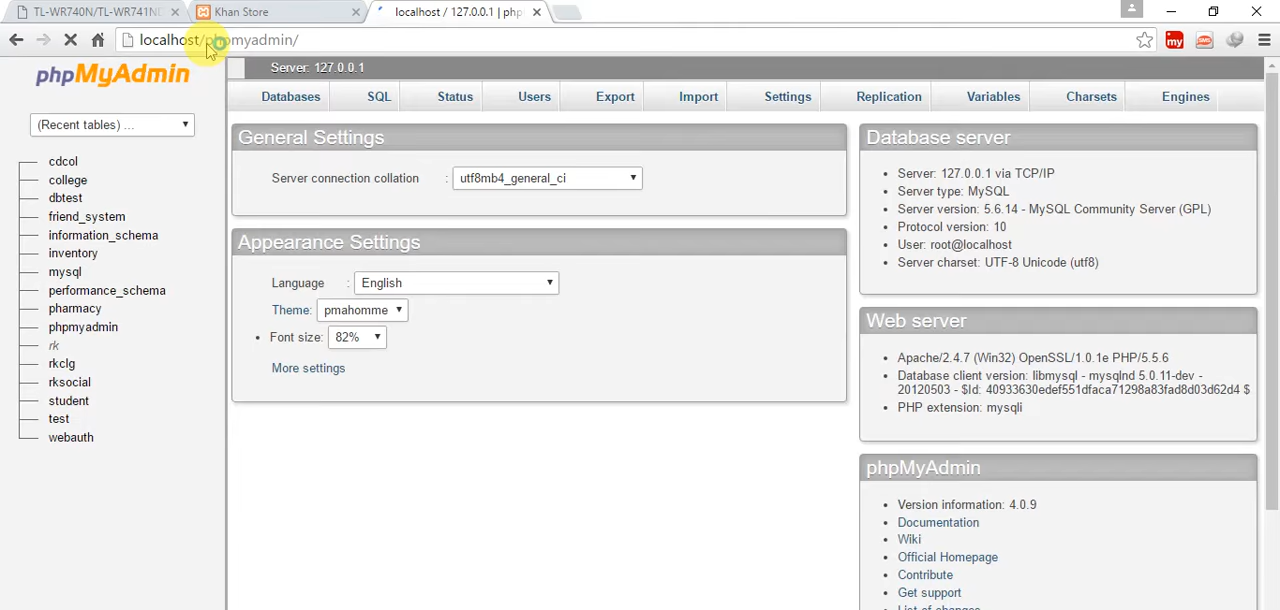 TL-WR740N/TL-WR741ND
Khan Store
localhost / 127.0.0.1 | php
localhost/phpmyadmin/
phpMyAdmin
(Recent tables) ...
cdcol
college
dbtest
friend_system
information_schema
inventory
mysql
performance_schema
pharmacy
phpmyadmin
rk
rkclg
rksocial
student
test
webauth
Server: 127.0.0.1
Databases SQL Status Users Export Import Settings Replication Variables Charsets Engines
General Settings
Server connection collation : utf8mb4_general_ci
Appearance Settings
Language : English
Theme: pmahomme
• Font size: 82%
More settings
Database server
• Server: 127.0.0.1 via TCP/IP
• Server type: MySQL
• Server version: 5.6.14 - MySQL Community Server (GPL)
• Protocol version: 10
• User: root@localhost
• Server charset: UTF-8 Unicode (utf8)
Web server
• Apache/2.4.7 (Win32) OpenSSL/1.0.1e PHP/5.5.6
• Database client version: libmysql - mysqlnd 5.0.11-dev -
20120503 - $Id: 40933630edef551dfaca71298a83fad8d03d62d4 $
• PHP extension: mysqli
phpMyAdmin
• Version information: 4.0.9
• Documentation
• Wiki
• Official Homepage
• Contribute
• Get support
• List of changes
my
SMS